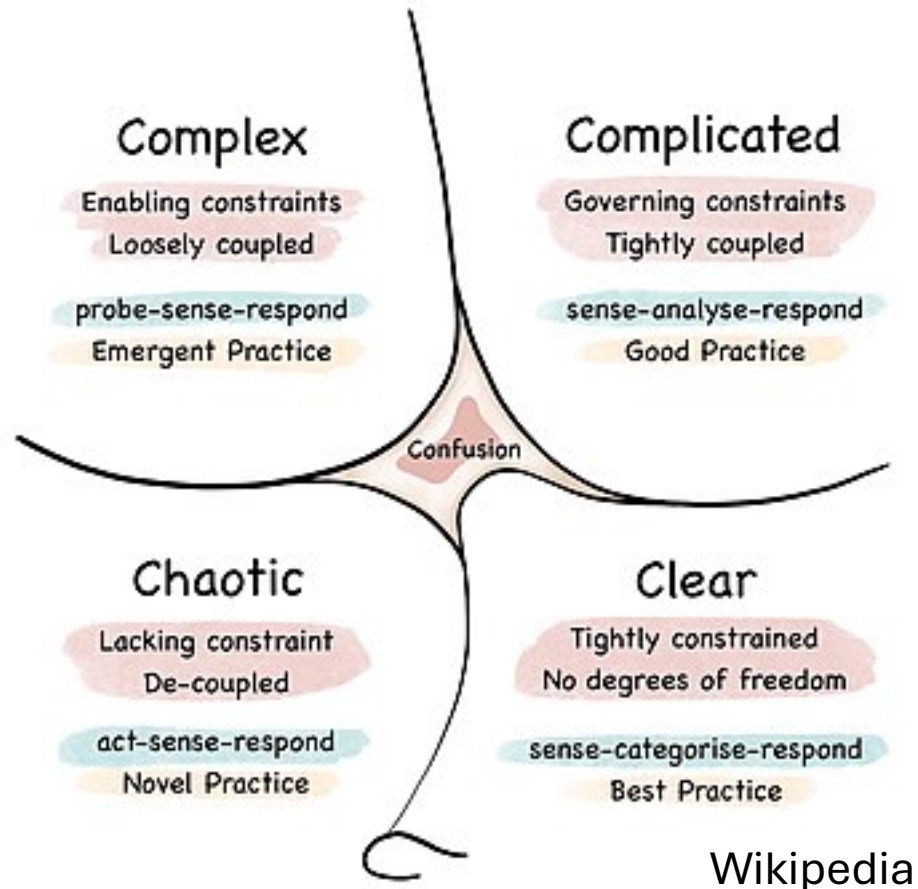 Complex
Enabling constraints
Loosely coupled
probe-sense-respond
Emergent Practice
Complicated
Governing constraints
Tightly coupled
sense-analyse-respond
Good Practice
Confusion
Chaotic
Lacking constraint
De-coupled
act-sense-respond
Novel Practice
Clear
Tightly constrained
No degrees of freedom
sense-categorise-respond
Best Practice
Wikipedia